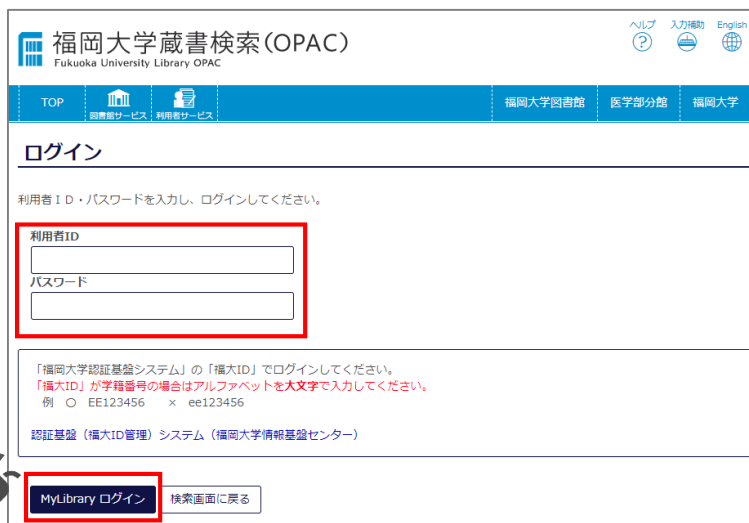 ヘルプ 入力補助 English
福岡大学蔵書検索(OPAC)
Fukuoka University Library OPAC
TOP 図書館サービス 利用者サービス 福岡大学図書館 医学部分館 福岡大学
ログイン
利用者ＩＤ・パスワードを入力し、ログインしてください。
利用者ID
パスワード
「福岡大学認証基盤システム」の「福大ID」でログインしてください。
「福大ID」が学籍番号の場合はアルファベットを大文字で入力してください。
例 ○ EE123456 × ee123456
認証基盤（福大ID管理）システム（福岡大学情報基盤センター）
MyLibrary ログイン 検索画面に戻る